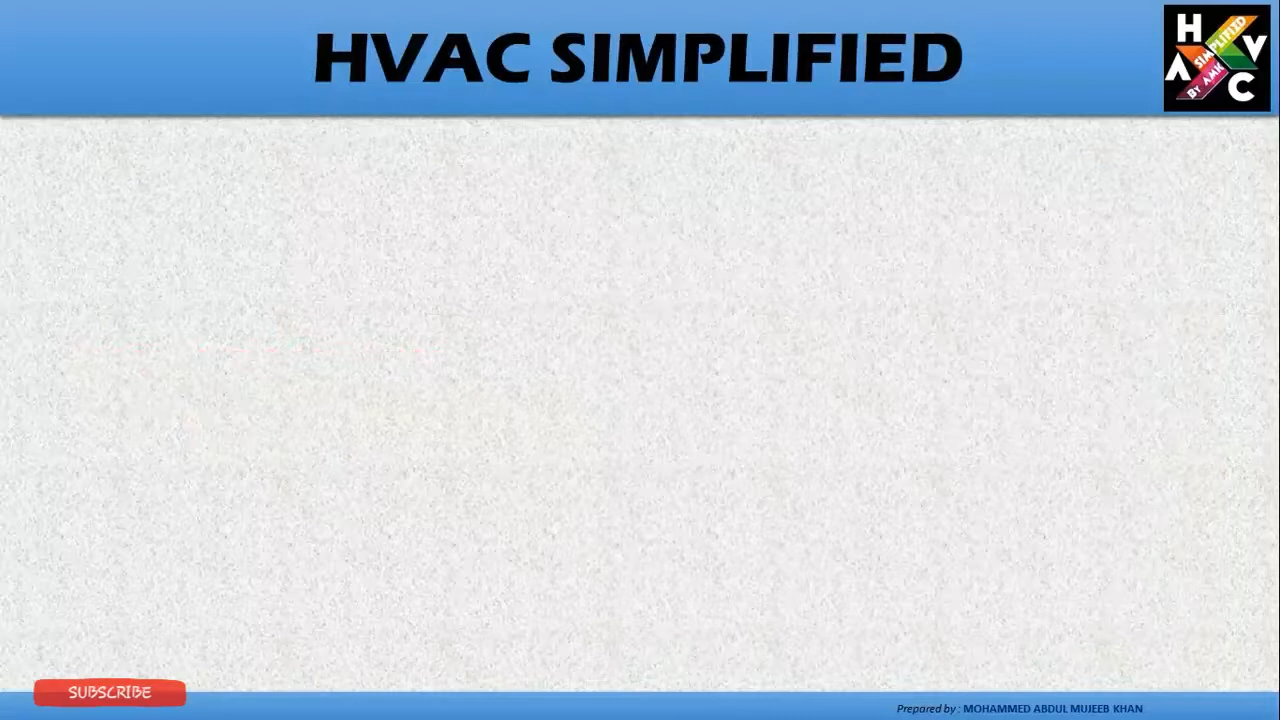 HVAC SIMPLIFIED
H V
SIMPLIFIED
A C
By AMK
SUBSCRIBE
Prepared by : MOHAMMED ABDUL MUJEEB KHAN